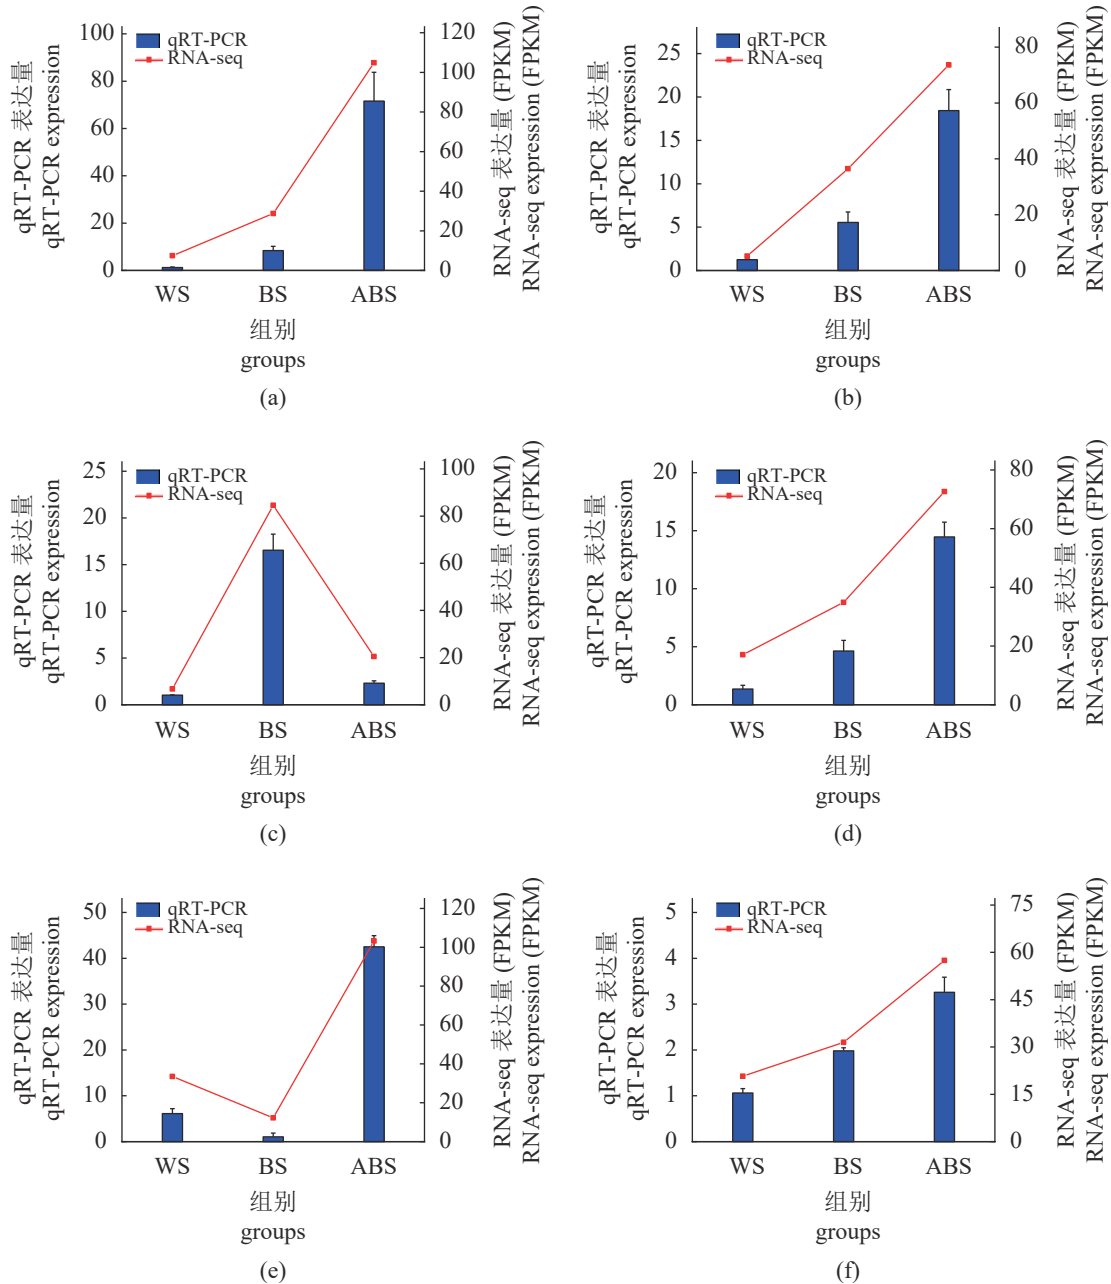 qRT-PCR 表达量
qRT-PCR expression
100
80
60
40
20
0
qRT-PCR
RNA-seq
120
100
80
60
40
20
0
RNA-seq 表达量 (FPKM)
RNA-seq expression (FPKM)
WS BS ABS
组别
groups
(a)
qRT-PCR 表达量
qRT-PCR expression
25
20
15
10
5
0
qRT-PCR
RNA-seq
80
60
40
20
0
RNA-seq 表达量 (FPKM)
RNA-seq expression (FPKM)
WS BS ABS
组别
groups
(b)
qRT-PCR 表达量
qRT-PCR expression
25
20
15
10
5
0
qRT-PCR
RNA-seq
100
80
60
40
20
0
RNA-seq 表达量 (FPKM)
RNA-seq expression (FPKM)
WS BS ABS
组别
groups
(c)
qRT-PCR 表达量
qRT-PCR expression
20
15
10
5
0
qRT-PCR
RNA-seq
80
60
40
20
0
RNA-seq 表达量 (FPKM)
RNA-seq expression (FPKM)
WS BS ABS
组别
groups
(d)
qRT-PCR 表达量
qRT-PCR expression
50
40
30
20
10
0
qRT-PCR
RNA-seq
120
100
80
60
40
20
0
RNA-seq 表达量 (FPKM)
RNA-seq expression (FPKM)
WS BS ABS
组别
groups
(e)
qRT-PCR 表达量
qRT-PCR expression
5
4
3
2
1
0
qRT-PCR
RNA-seq
75
60
45
30
15
0
RNA-seq 表达量 (FPKM)
RNA-seq expression (FPKM)
WS BS ABS
组别
groups
(f)